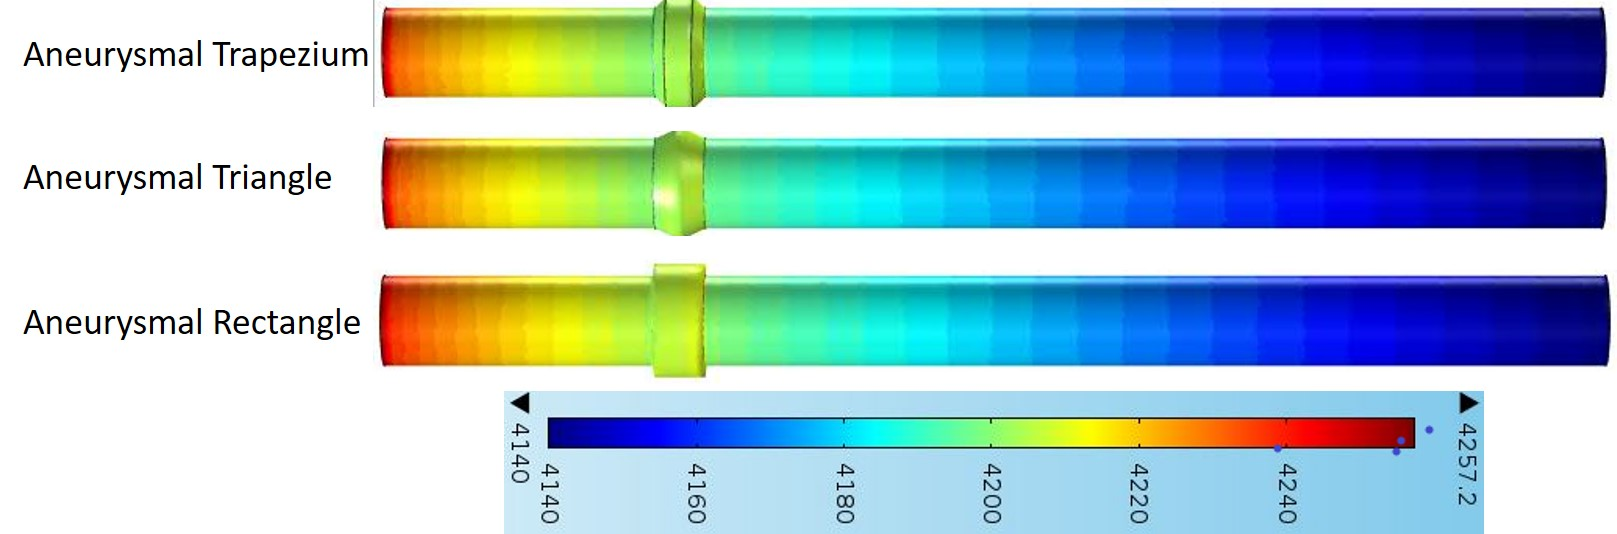 Aneurysmal Trapezium
Aneurysmal Triangle
Aneurysmal Rectangle
4140
4140
4160
4180
4200
4220
4240
4257.2